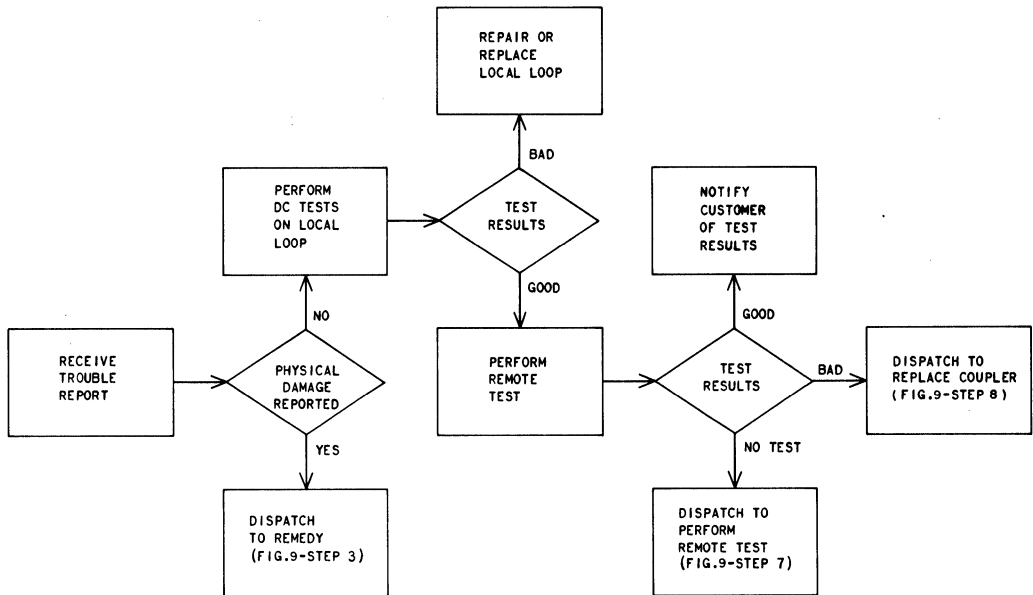 RECEIVE
TROUBLE
REPORT
PHYSICAL
DAMAGE
REPORTED
NO
YES
DISPATCH
TO REMEDY
(FIG.9-STEP 3)
PERFORM
DC TESTS
ON LOCAL
LOOP
TEST
RESULTS
BAD
REPAIR OR
REPLACE
LOCAL LOOP
GOOD
PERFORM
REMOTE
TEST
TEST
RESULTS
GOOD
NOTIFY
CUSTOMER
OF TEST
RESULTS
BAD
DISPATCH TO
REPLACE COUPLER
(FIG.9-STEP 8)
NO TEST
DISPATCH TO
PERFORM
REMOTE TEST
(FIG.9-STEP 7)